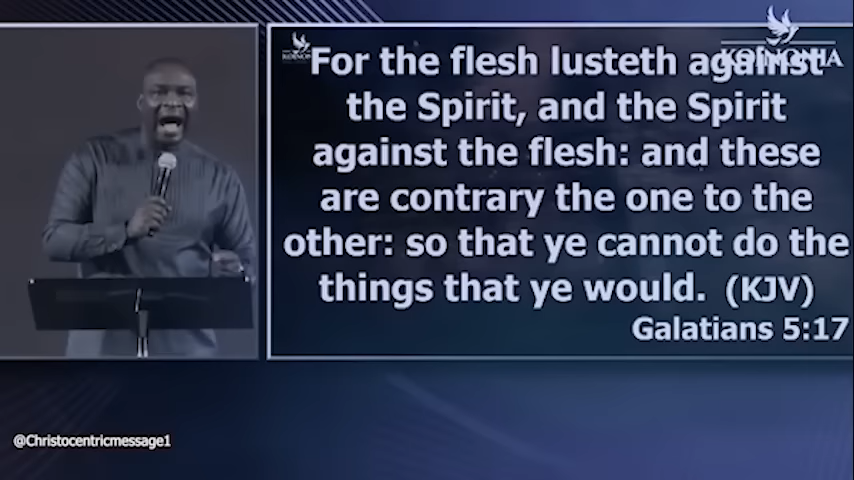 For the flesh lusteth against
the Spirit, and the Spirit
against the flesh: and these
are contrary the one to the
other: so that ye cannot do the
things that ye would. (KJV)
Galatians 5:17
KOINONIA
KOINONIA
@Christocentricmessage1